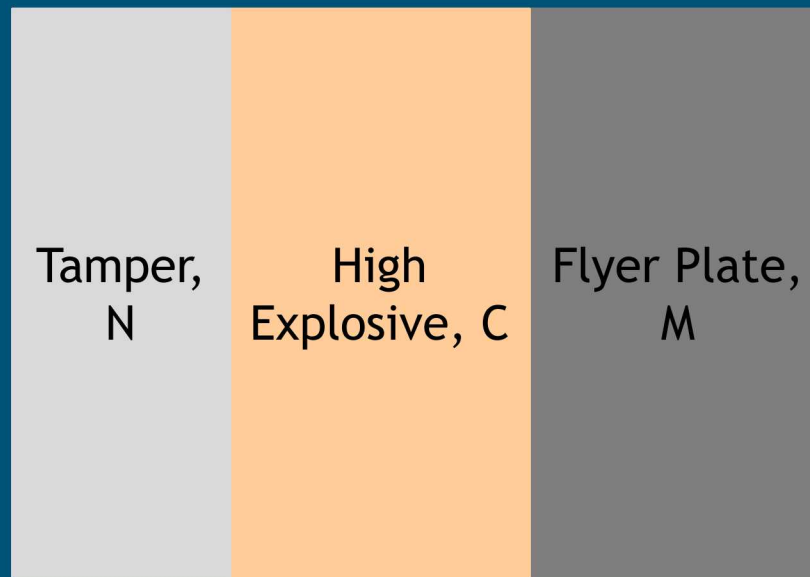 Tamper,
N
High
Explosive, C
Flyer Plate,
M